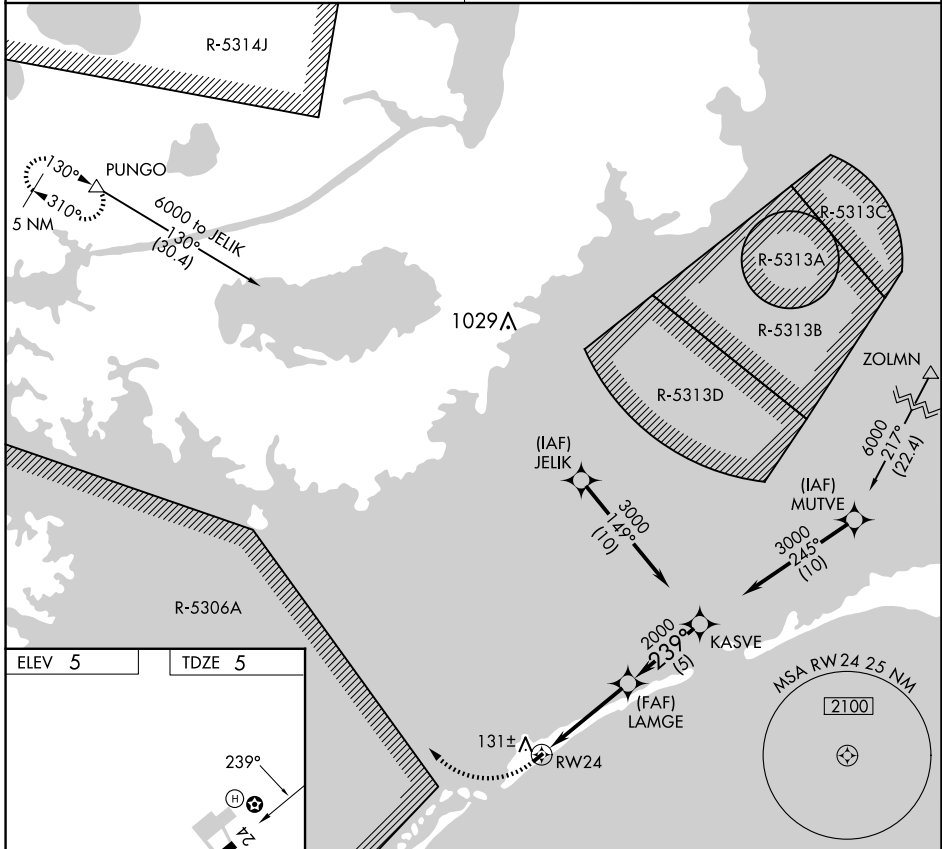 R-5314J
130°
310°
5 NM
PUNGO
6000 to JELIK
130°
(30.4)
1029
R-5313C
R-5313A
R-5313B
R-5313D
ZOLMN
6000
217°
(22.4)
(IAF)
JELIK
3000
149°
(10)
(IAF)
MUTVE
3000
245°
(10)
R-5306A
KASVE
2000
239°
(5)
(FAF)
LAMGE
131±
RW24
MSA RW24 25 NM
2100
ELEV 5
TDZE 5
239°
H
24